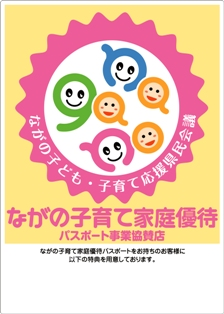 ながの子ども・子育て応援県民会議
ながの子育て家庭優待
パスポート事業協賛店
ながの子育て家庭優待パスポートをお持ちのお客様に
以下の特典を用意しております。